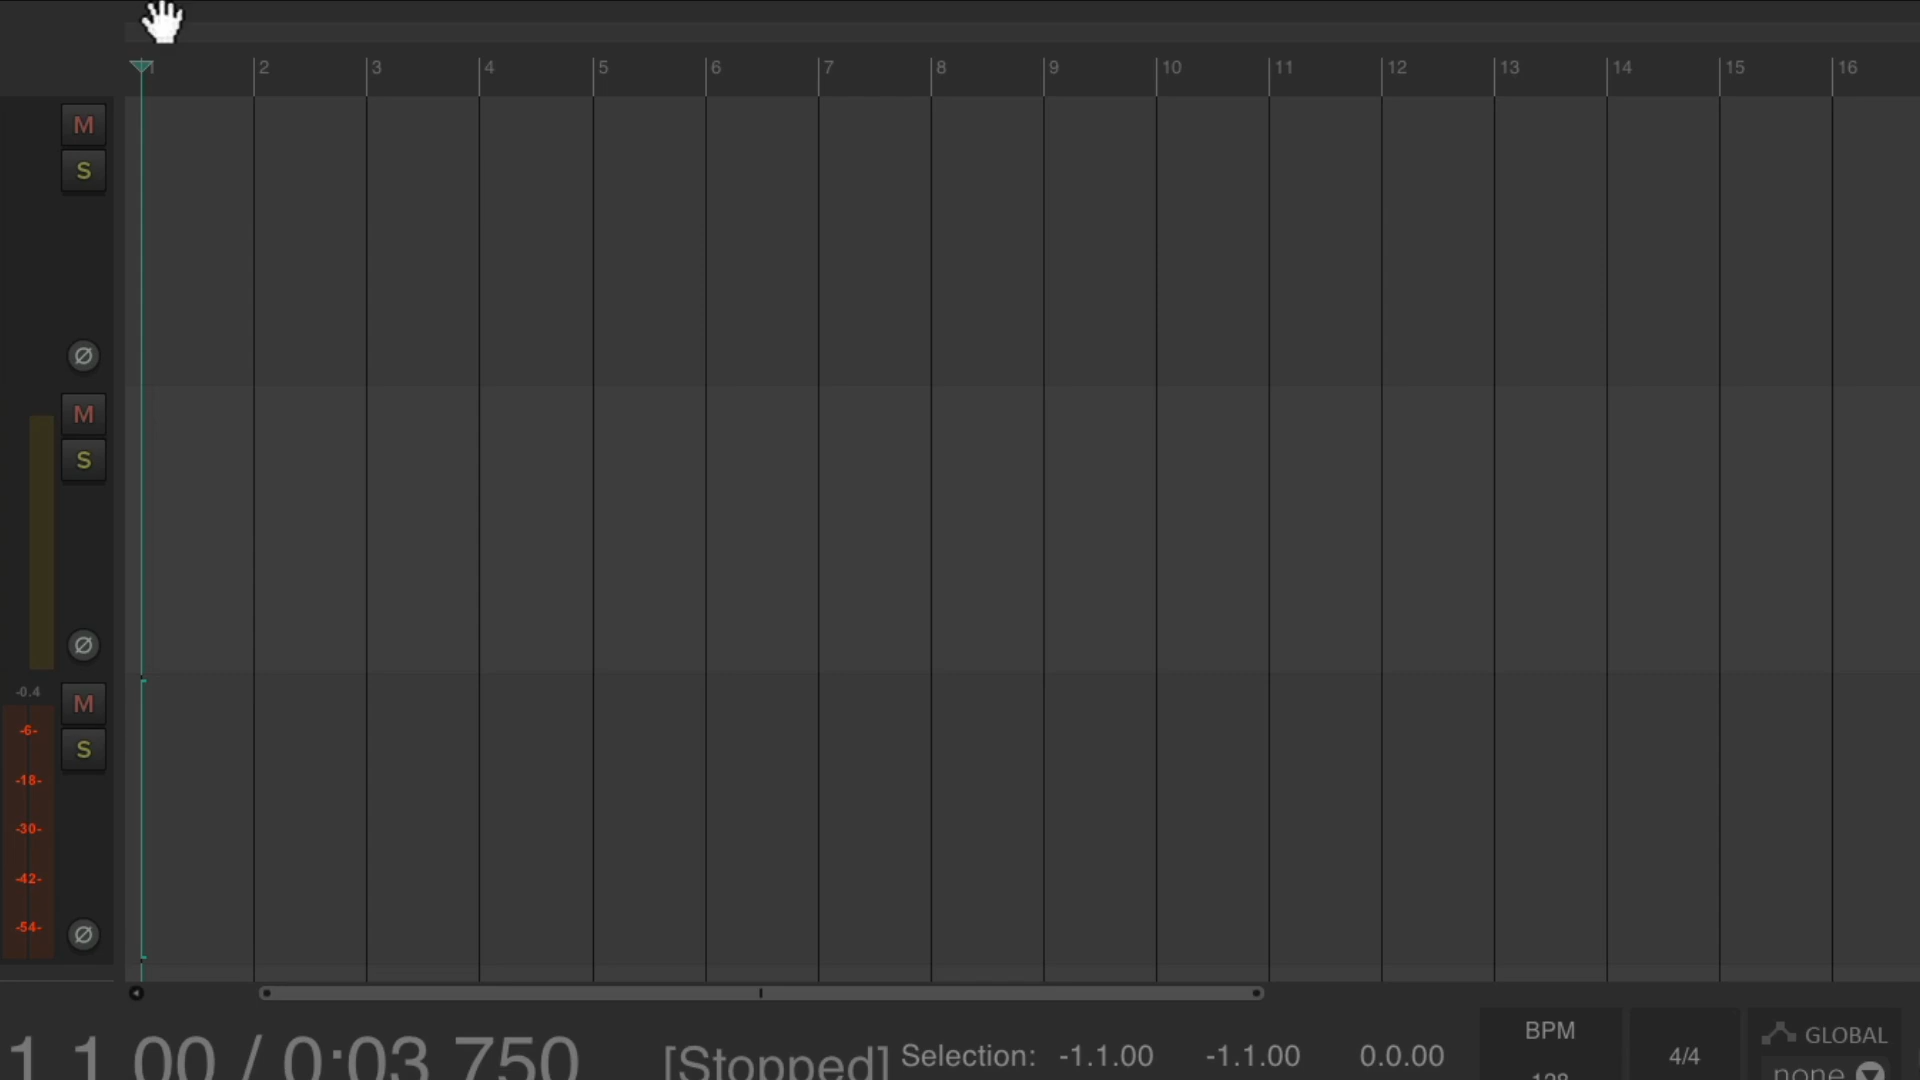 1 2 3 4 5 6 7 8 9 10 11 12 13 14 15 16
M
S
Ø
M
S
Ø
-0.4
M
-6-
S
-18-
-30-
-42-
-54-
Ø
BPM
GLOBAL
1 1 00 / 0:03 750
[Stopped]
Selection: -1.1.00 -1.1.00 0.0.00
4/4
none
128